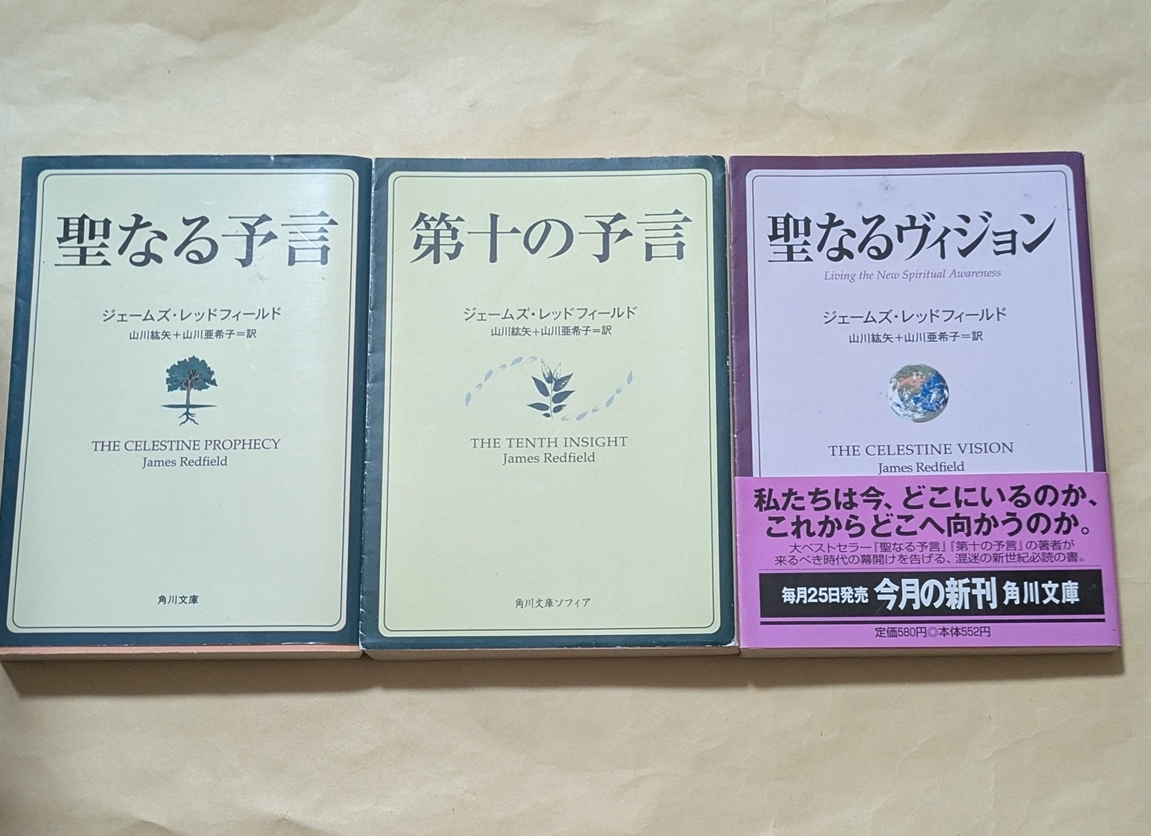 聖なる予言
ジェームズ・レッドフィールド
山川紘矢+山川亜希子=訳
THE CELESTINE PROPHECY
James Redfield
角川文庫
第十の予言
ジェームズ・レッドフィールド
山川紘矢+山川亜希子=訳
THE TENTH INSIGHT
James Redfield
角川文庫ソフィア
聖なるヴィジョン
Living the New Spiritual Awareness
ジェームズ・レッドフィールド
山川紘矢+山川亜希子=訳
THE CELESTINE VISION
James Redfield
私たちは今、どこにいるのか、
これからどこへ向かうのか。
大ベストセラー『聖なる予言』『第十の予言』の著者が
来るべき時代の幕開けを告げる、混迷の新世紀必読の書。
毎月25日発売 今月の新刊 角川文庫
定価580円◎本体552円